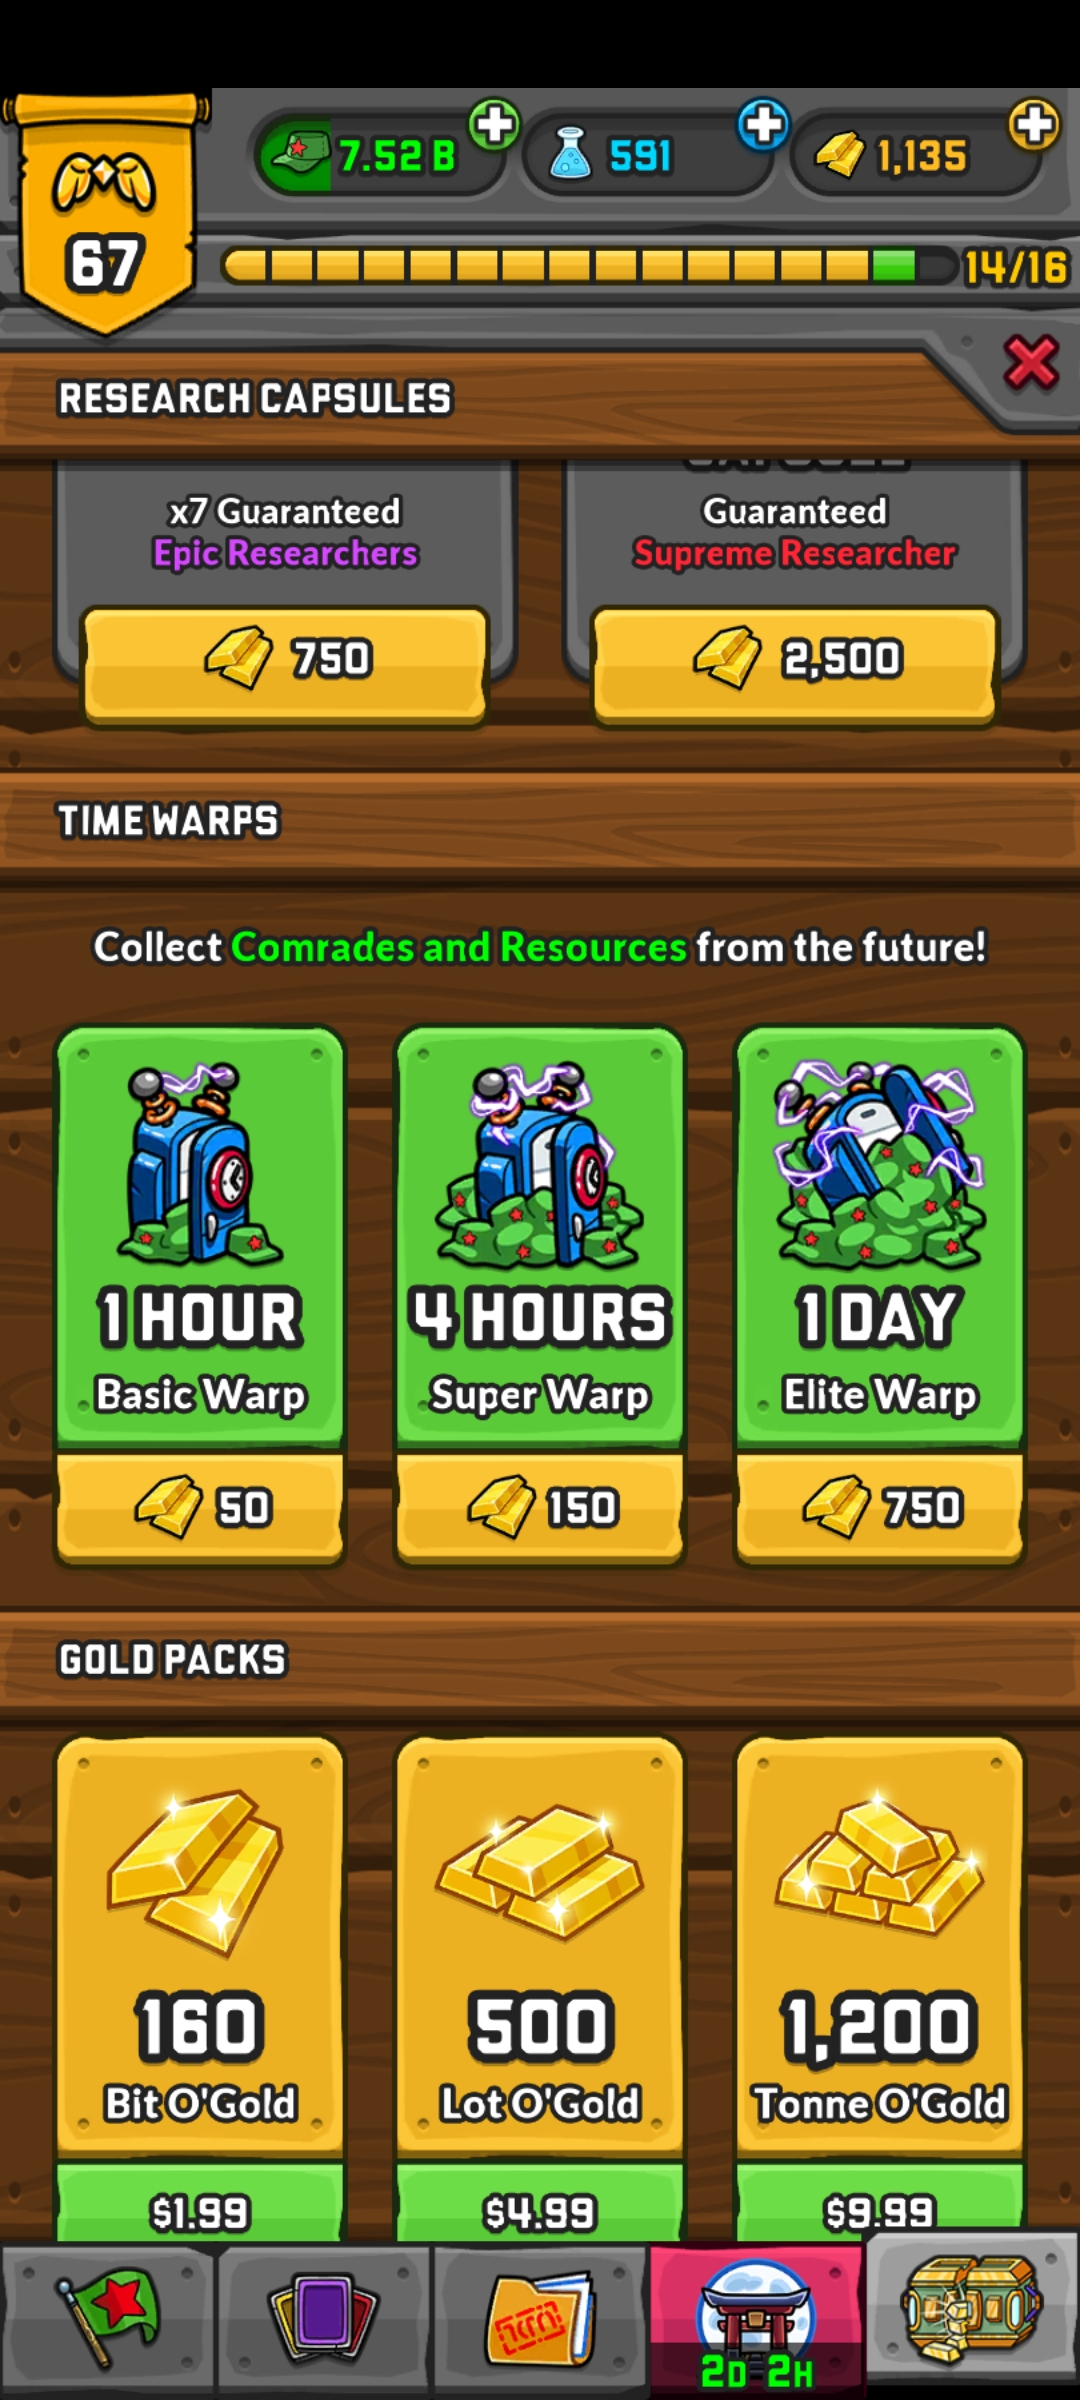 7.52 B
591
1,135
67
14/16
RESEARCH CAPSULES
x7 Guaranteed
Epic Researchers
CAPSULE
Guaranteed
Supreme Researcher
750
2,500
TIME WARPS
Collect Comrades and Resources from the future!
1 HOUR
Basic Warp
50
4 HOURS
Super Warp
150
1 DAY
Elite Warp
750
GOLD PACKS
160
Bit O'Gold
$1.99
500
Lot O'Gold
$4.99
1,200
Tonne O'Gold
$9.99
2D 2H